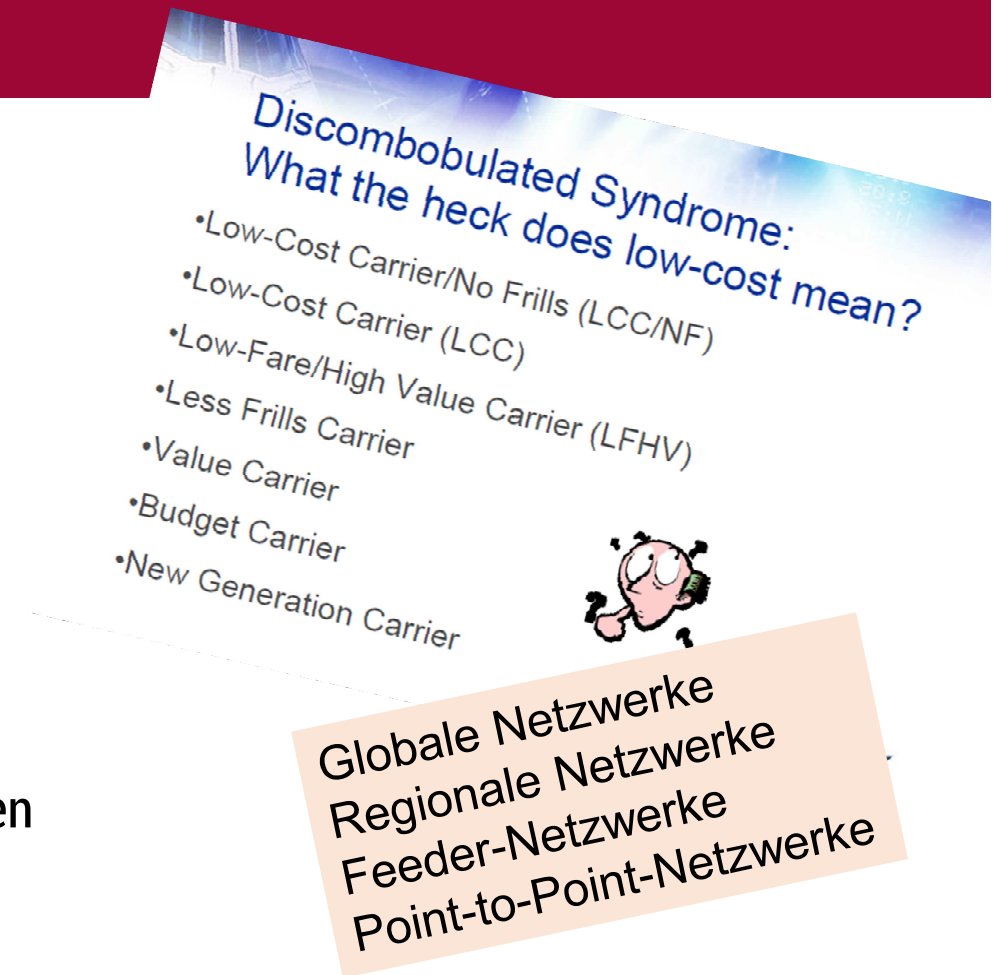 Discombobulated Syndrome:
What the heck does low-cost mean?
•Low-Cost Carrier/No Frills (LCC/NF)
•Low-Cost Carrier (LCC)
•Low-Fare/High Value Carrier (LFHV)
•Less Frills Carrier
•Value Carrier
•Budget Carrier
•New Generation Carrier
Globale Netzwerke
Regionale Netzwerke
Feeder-Netzwerke
Point-to-Point-Netzwerke
en